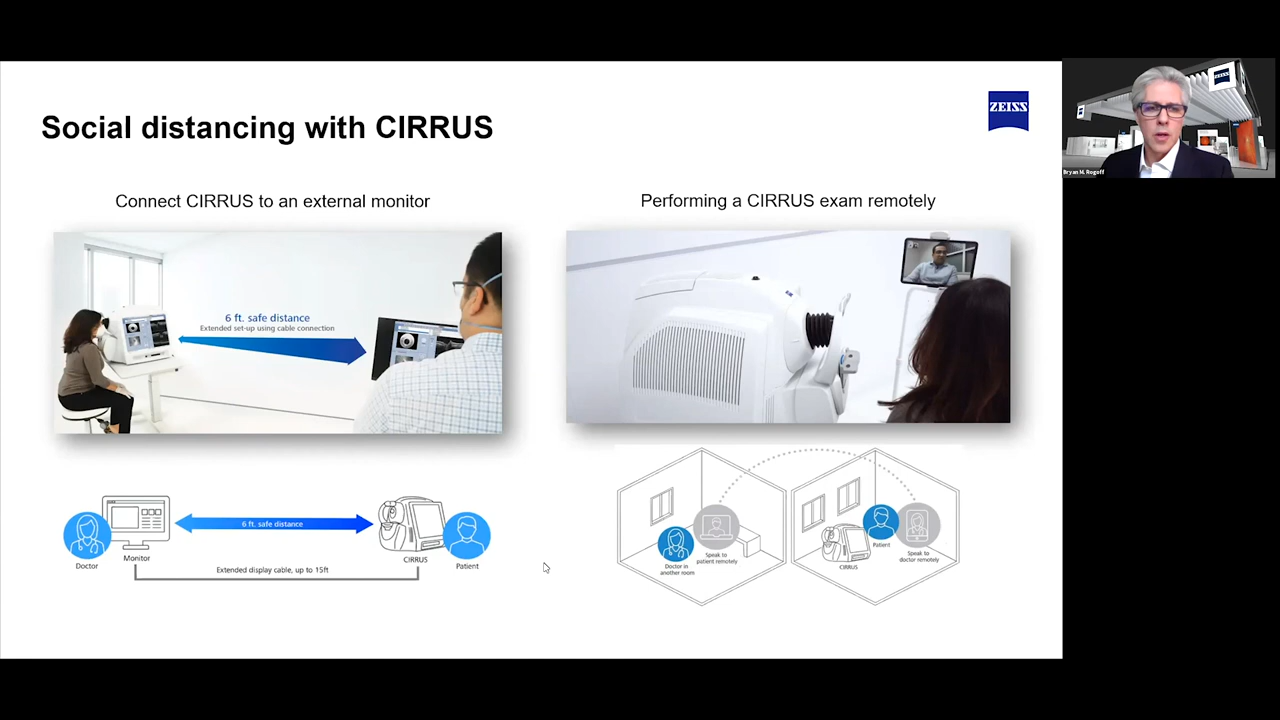 Social distancing with CIRRUS
ZEISS
ZEISS
Bryan M. Rogoff
Connect CIRRUS to an external monitor
Performing a CIRRUS exam remotely
6 ft. safe distance
Extended set-up using cable connection
6 ft. safe distance
Doctor
Monitor
CIRRUS
Patient
Extended display cable, up to 15ft
Doctor in
another room
Speak to
patient remotely
CIRRUS
Patient
Speak to
doctor remotely